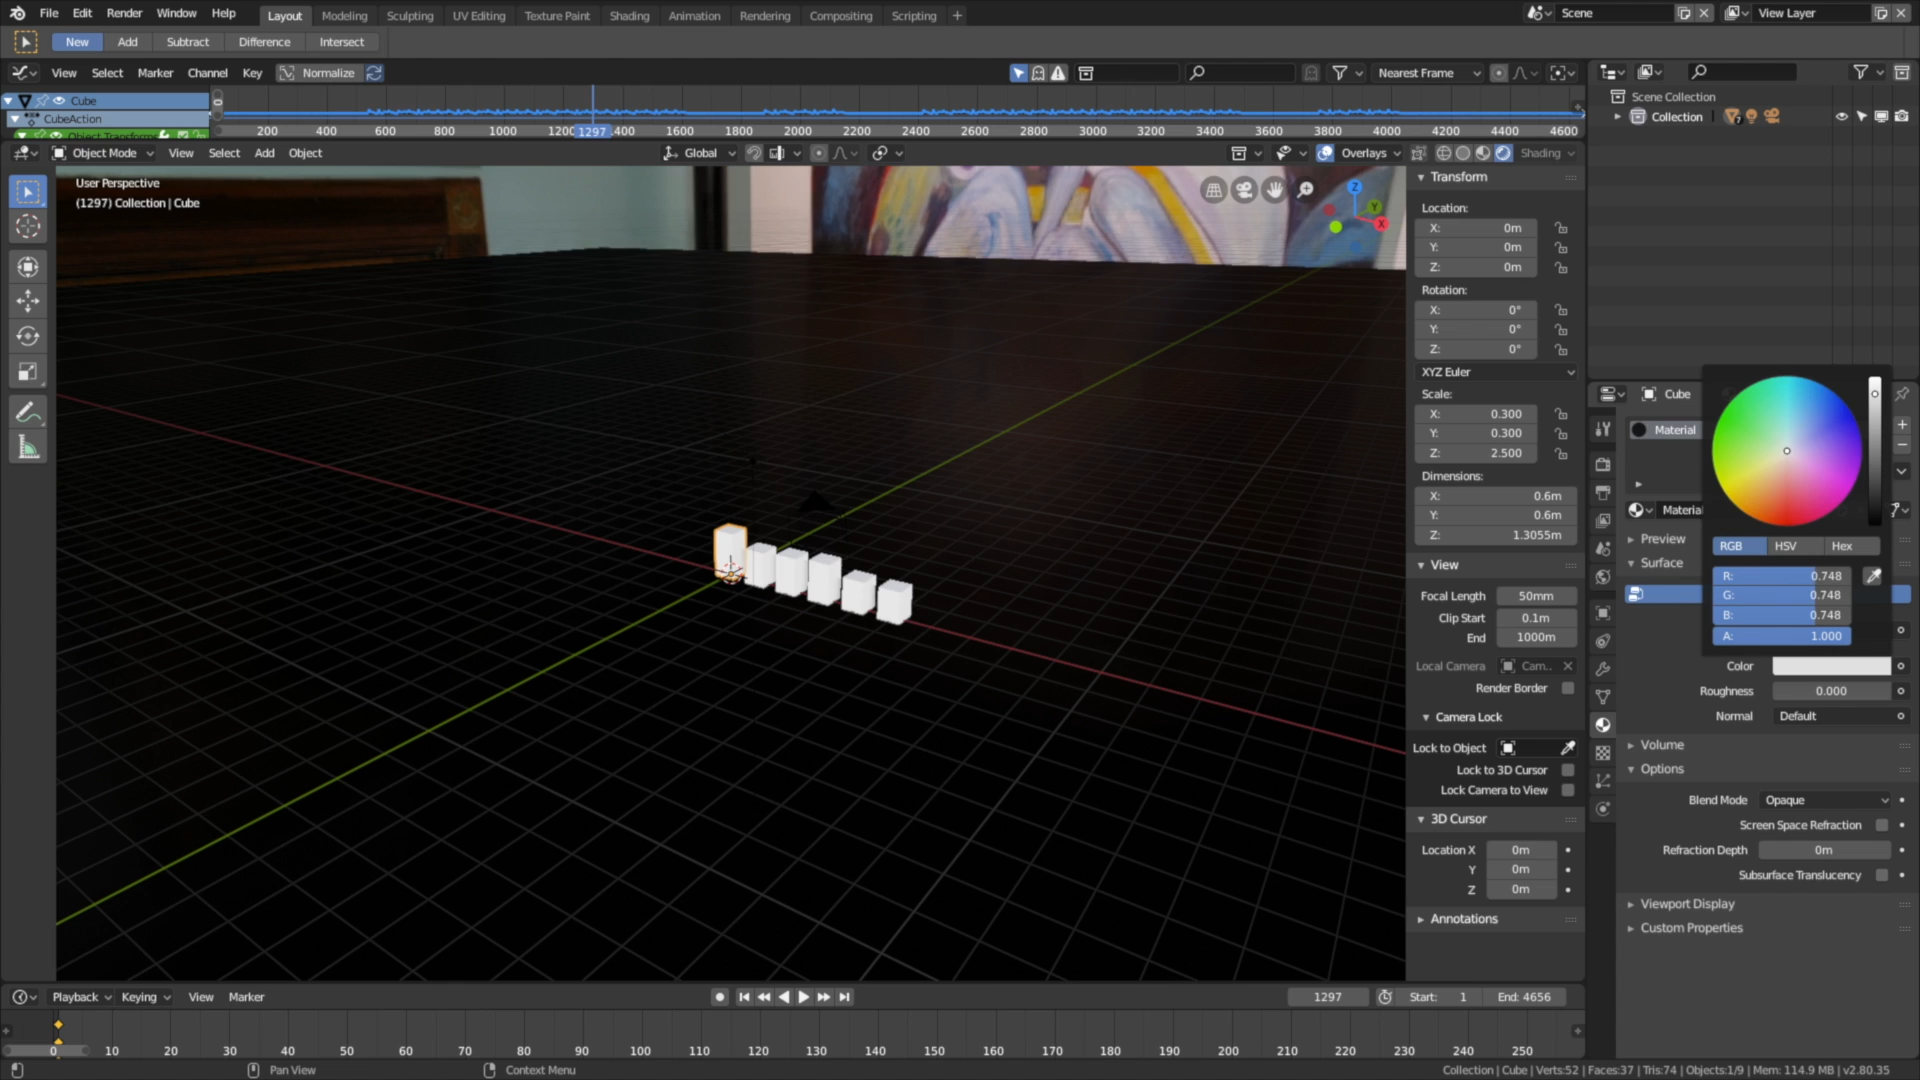 File Edit Render Window Help Layout Modeling Sculpting UV Editing Texture Paint Shading Animation Rendering Compositing Scripting + Scene View Layer
New Add Subtract Difference Intersect
View Select Marker Channel Key Normalize Nearest Frame
Cube
CubeAction
Object Transforms
200 400 600 800 1000 1200 1297 1400 1600 1800 2000 2200 2400 2600 2800 3000 3200 3400 3600 3800 4000 4200 4400 4600
Scene Collection
Collection
Object Mode View Select Add Object Global Overlays Shading
User Perspective
(1297) Collection | Cube
Z
Y
X
Transform
Location:
X: 0m
Y: 0m
Z: 0m
Rotation:
X: 0°
Y: 0°
Z: 0°
XYZ Euler
Scale:
X: 0.300
Y: 0.300
Z: 2.500
Dimensions:
X: 0.6m
Y: 0.6m
Z: 1.3055m
View
Focal Length 50mm
Clip Start 0.1m
End 1000m
Local Camera Cam..
Render Border
Camera Lock
Lock to Object
Lock to 3D Cursor
Lock Camera to View
3D Cursor
Location X 0m
Y 0m
Z 0m
Annotations
Cube
Material
Material
Preview
Surface
RGB HSV Hex
R: 0.748
G: 0.748
B: 0.748
A: 1.000
Color
Roughness 0.000
Normal Default
Volume
Options
Blend Mode Opaque
Screen Space Refraction
Refraction Depth 0m
Subsurface Translucency
Viewport Display
Custom Properties
Playback Keying View Marker 1297 Start: 1 End: 4656
0 10 20 30 40 50 60 70 80 90 100 110 120 130 140 150 160 170 180 190 200 210 220 230 240 250
Pan View Context Menu Collection | Cube | Verts:52 | Faces:37 | Tris:74 | Objects:1/9 | Mem: 114.9 MB | v2.80.35